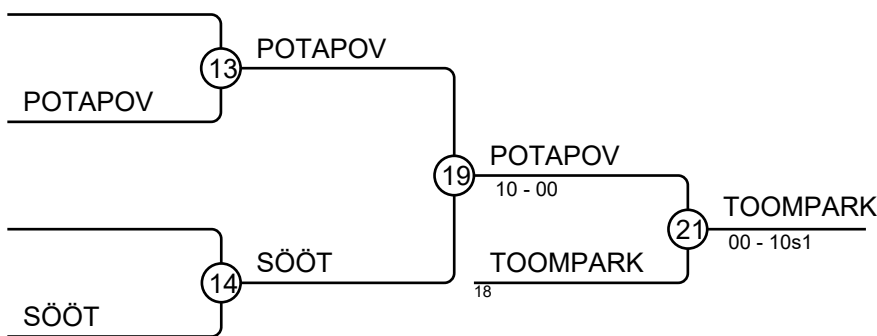 POTAPOV
13
POTAPOV
POTAPOV
19
10 - 00
TOOMPARK
21
00 - 10s1
TOOMPARK
18
SÖÖT
14
SÖÖT